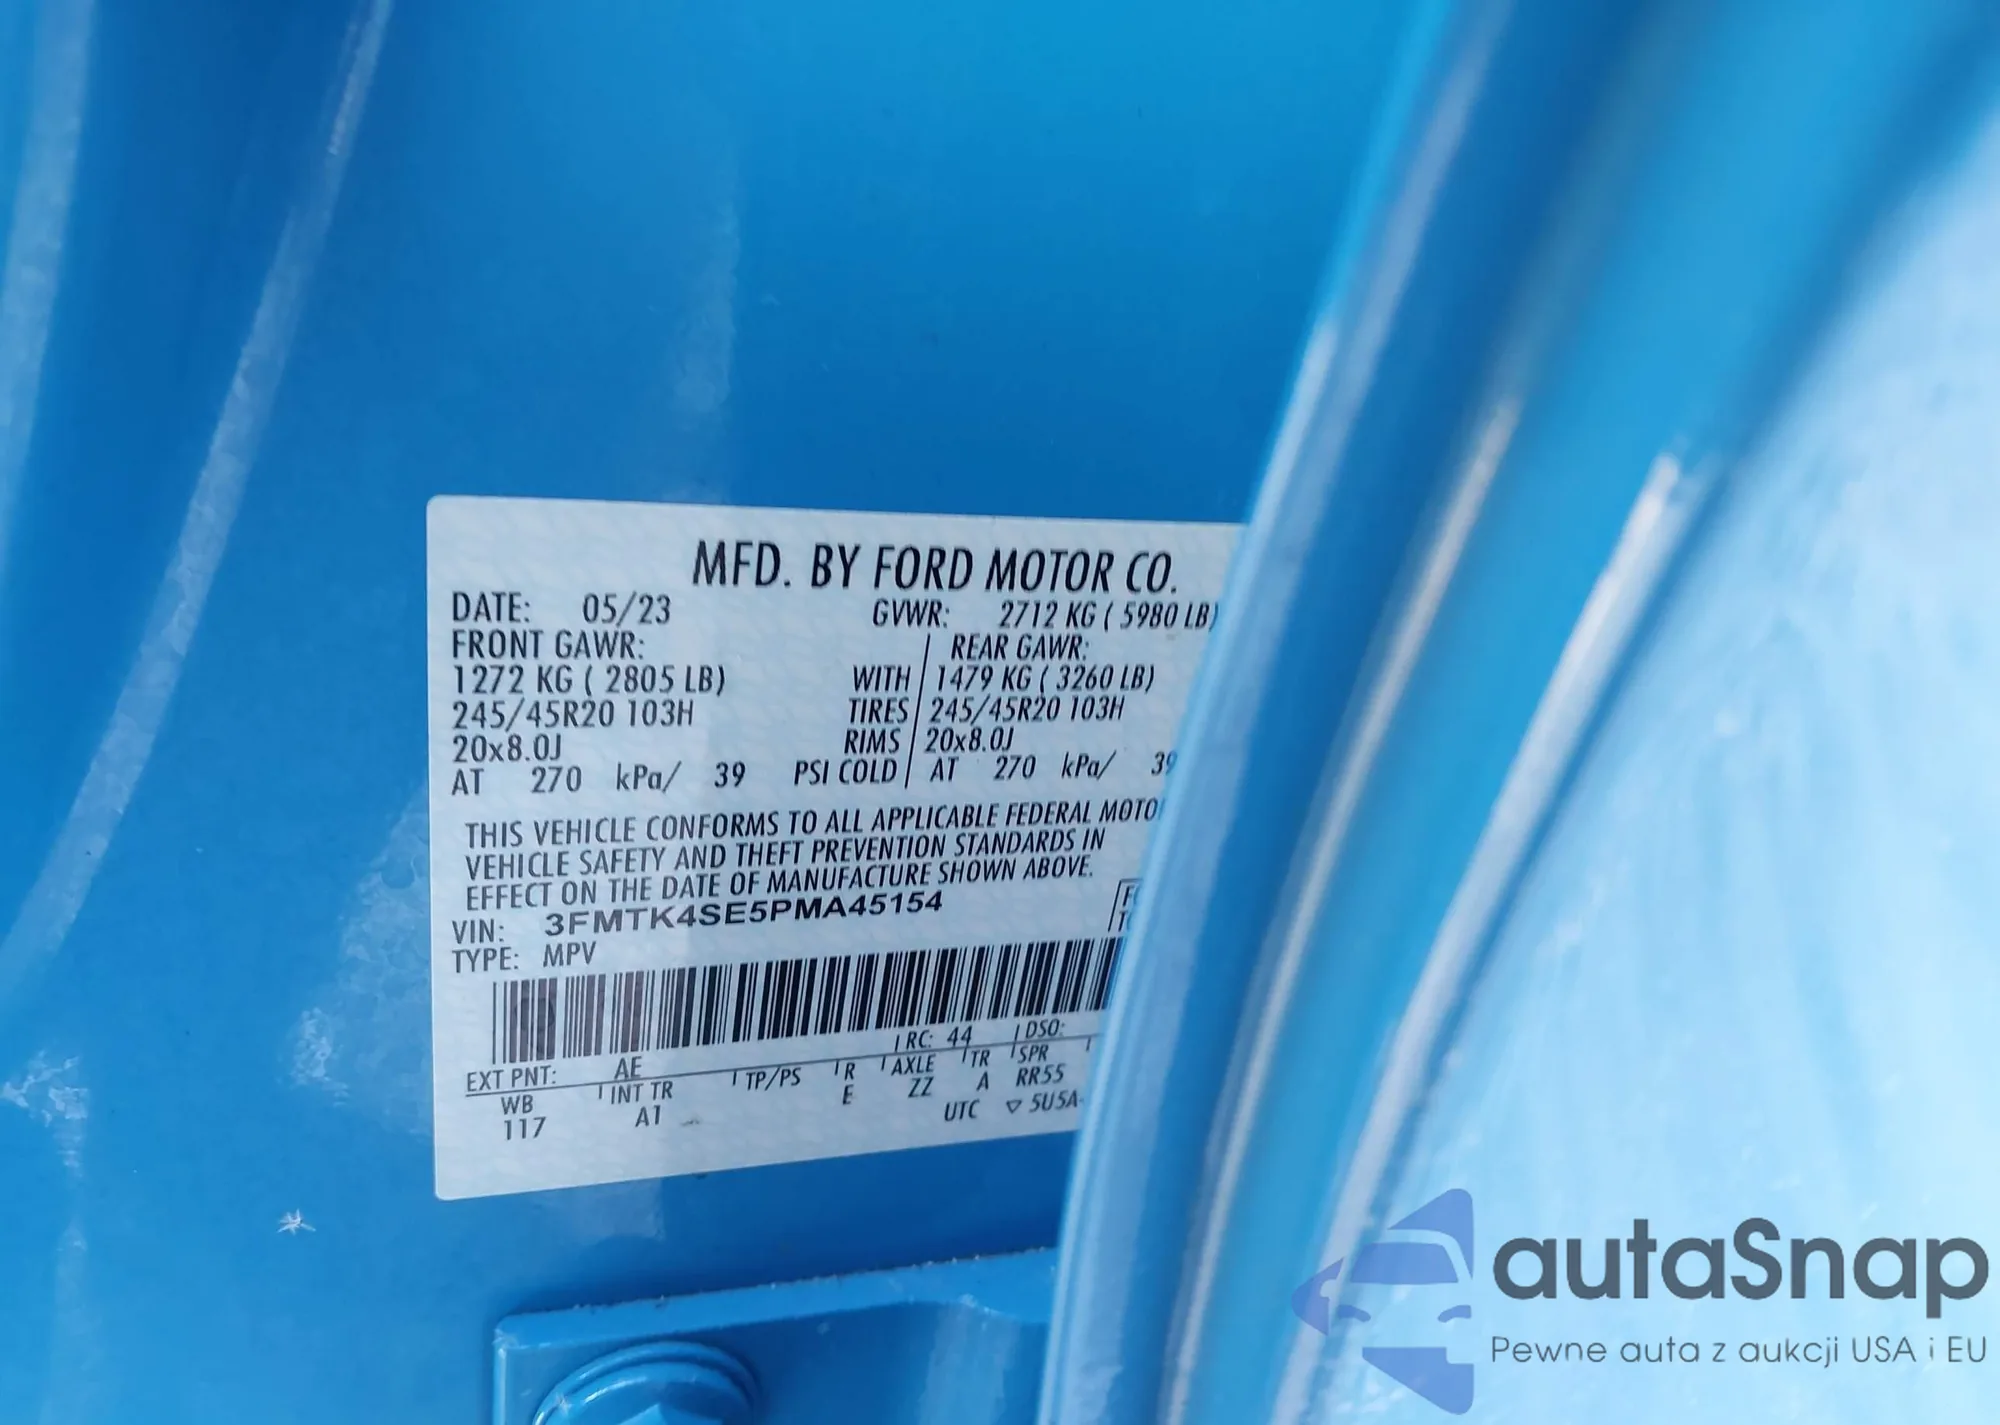 MFD. BY FORD MOTOR CO.
DATE: 05/23 GVWR: 2712 KG ( 5980 LB)
FRONT GAWR: REAR GAWR:
1272 KG ( 2805 LB) WITH 1479 KG ( 3260 LB)
245/45R20 103H TIRES 245/45R20 103H
20x8.0J RIMS 20x8.0J
AT 270 kPa/ 39 PSI COLD AT 270 kPa/ 39
THIS VEHICLE CONFORMS TO ALL APPLICABLE FEDERAL MOTO
VEHICLE SAFETY AND THEFT PREVENTION STANDARDS IN
EFFECT ON THE DATE OF MANUFACTURE SHOWN ABOVE.
VIN: 3FMTK4SE5PMA45154
TYPE: MPV
RC: 44 DSO:
EXT PNT: AE
WB INT TR TP/PS R AXLE TR SPR
117 A1 E ZZ A RR55
UTC ▽ 5U5A-
autaSnap
Pewne auta z aukcji USA i EU